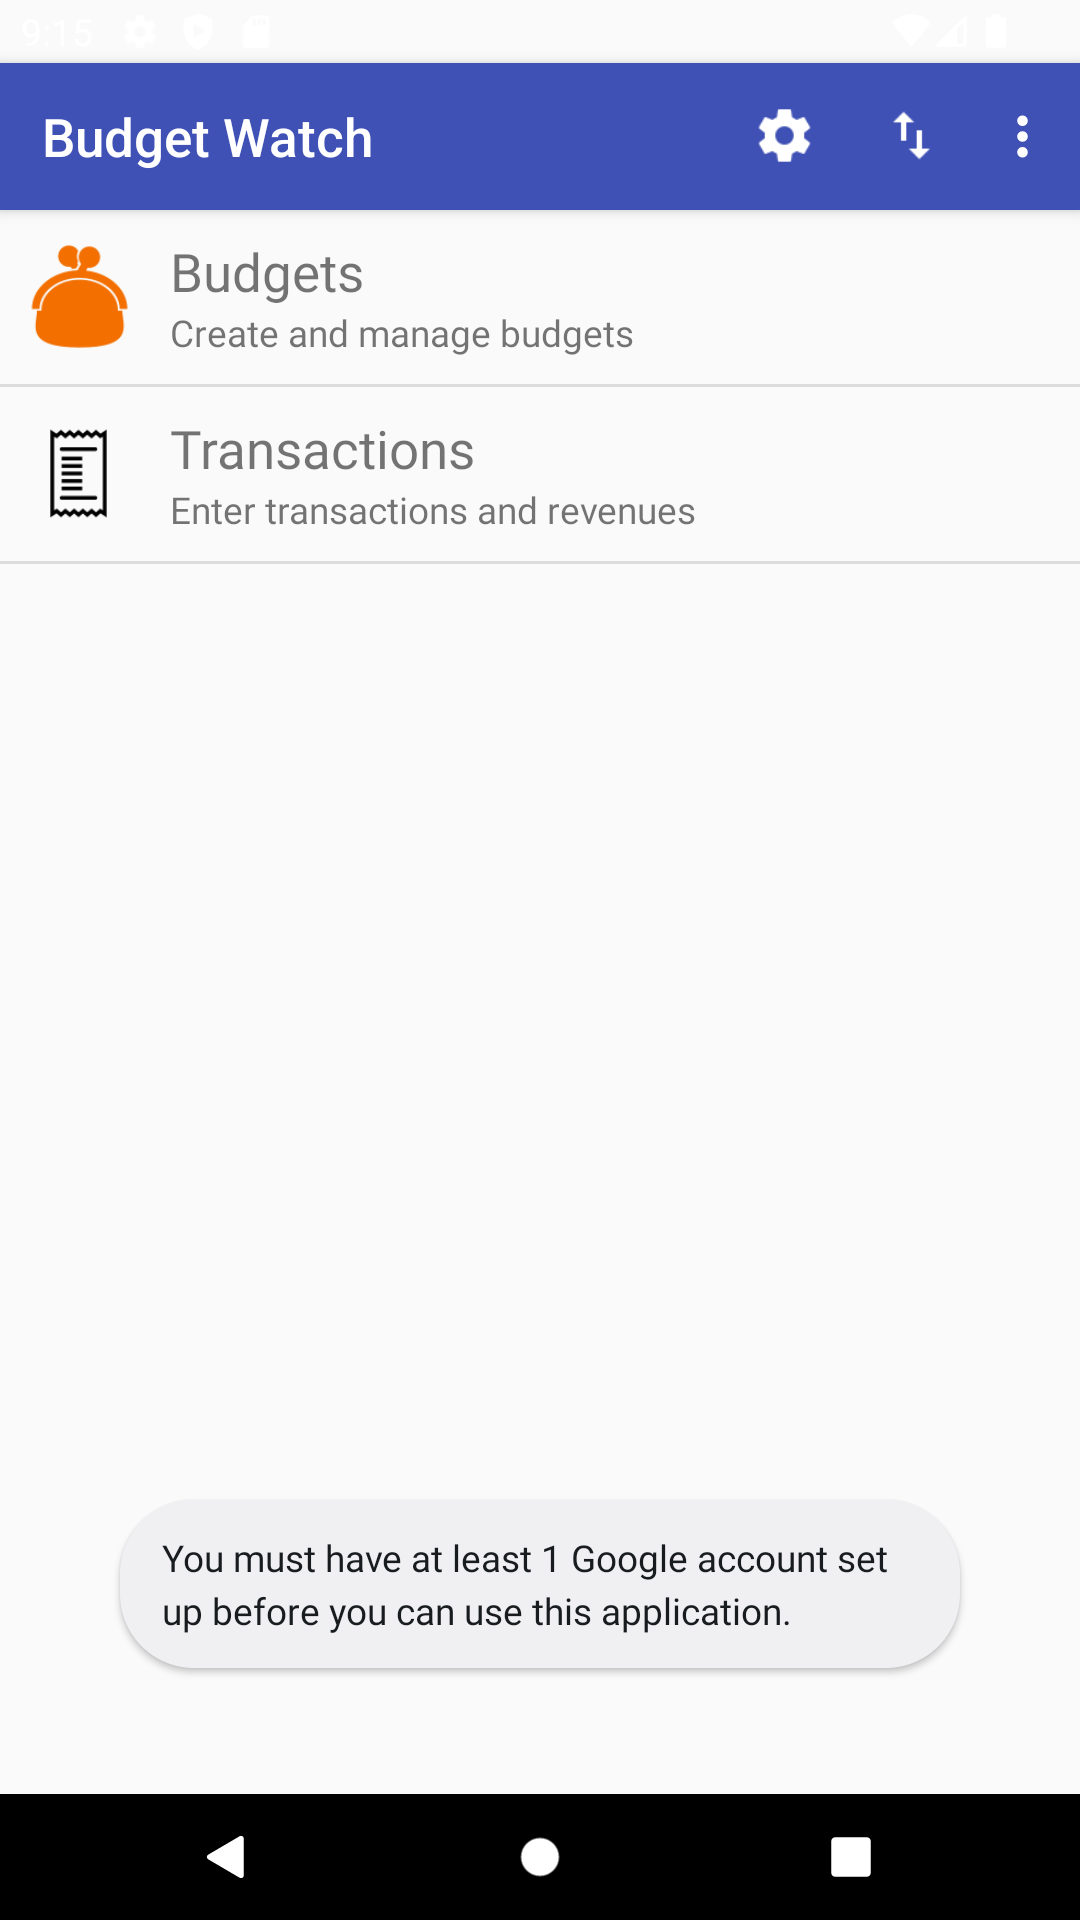 9:15
Budget Watch
Budgets
Create and manage budgets
Transactions
Enter transactions and revenues
You must have at least 1 Google account set
up before you can use this application.